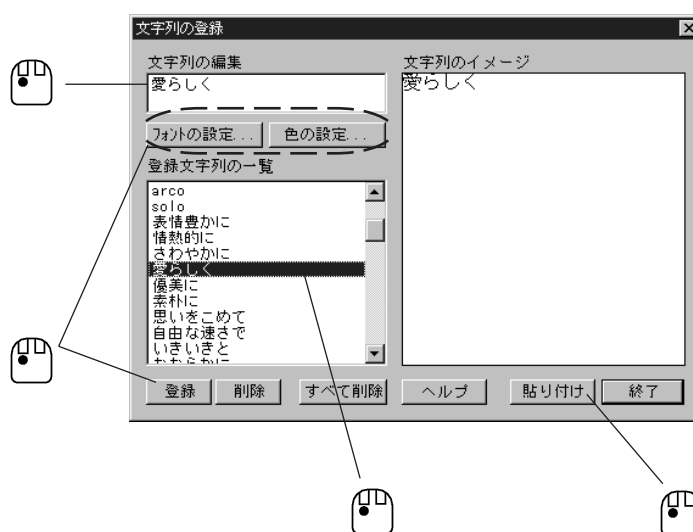 文字列の登録
文字列の編集
愛らしく
フォントの設定...
色の設定...
登録文字列の一覧
arco
solo
表情豊かに
情熱的に
さわやかに
愛らしく
優美に
素朴に
思いをこめて
自由な速さで
いきいきと
おおらかに
文字列のイメージ
愛らしく
登録
削除
すべて削除
ヘルプ
貼り付け
終了